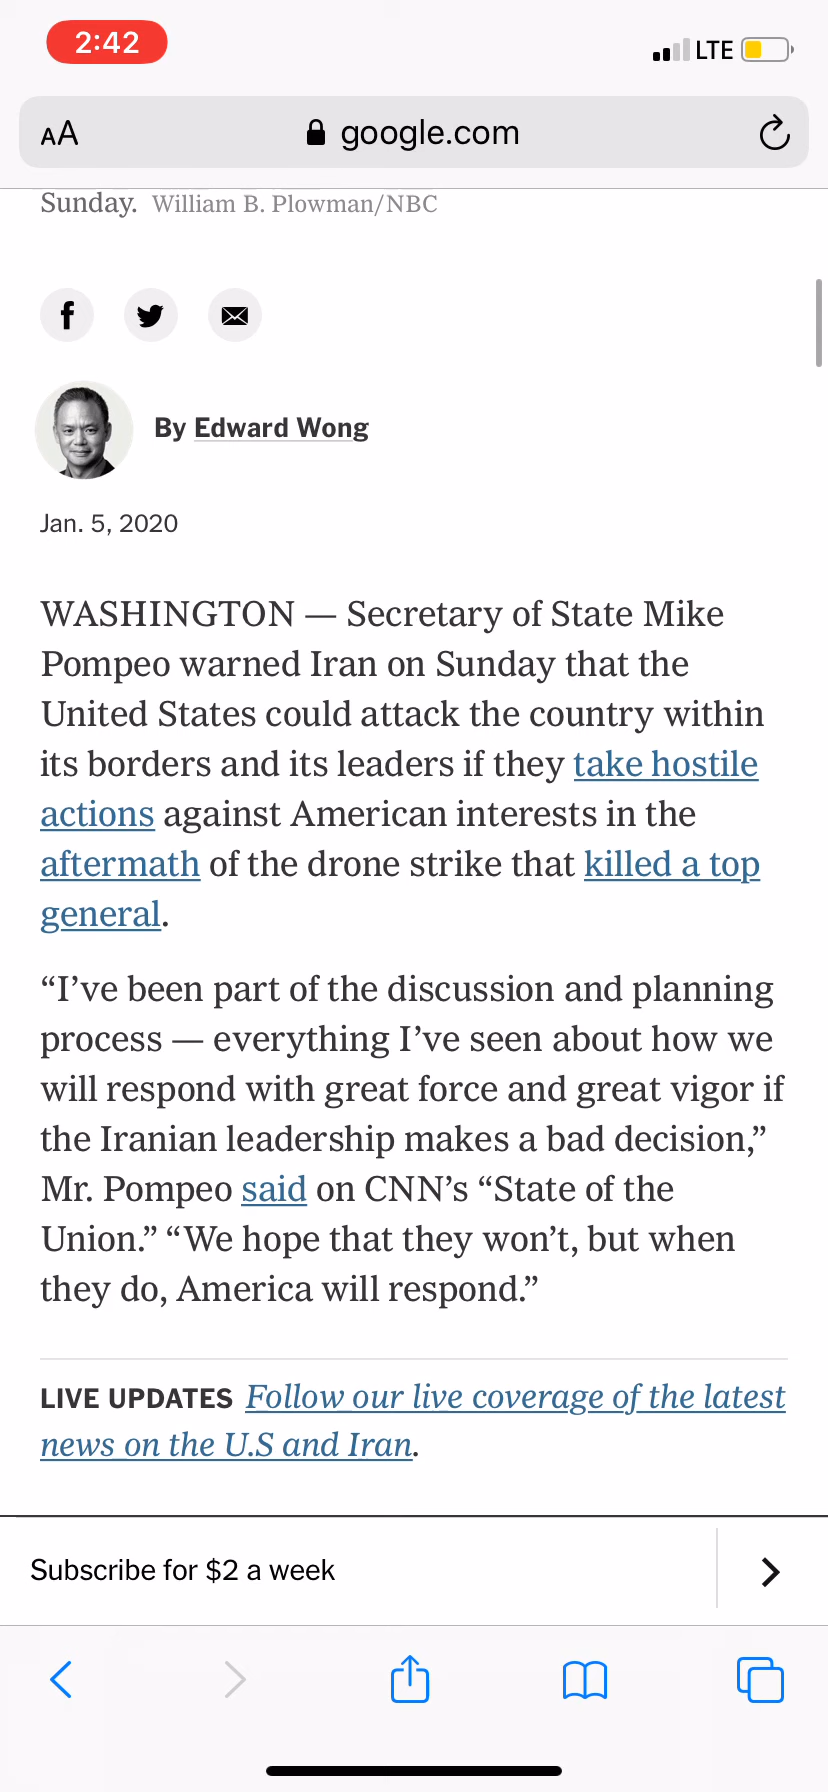 2:42
LTE
AA
google.com
Sunday. William B. Plowman/NBC
By Edward Wong
Jan. 5, 2020
WASHINGTON — Secretary of State Mike
Pompeo warned Iran on Sunday that the
United States could attack the country within
its borders and its leaders if they take hostile
actions against American interests in the
aftermath of the drone strike that killed a top
general.
“I’ve been part of the discussion and planning
process — everything I’ve seen about how we
will respond with great force and great vigor if
the Iranian leadership makes a bad decision,”
Mr. Pompeo said on CNN’s “State of the
Union.” “We hope that they won’t, but when
they do, America will respond.”
LIVE UPDATES Follow our live coverage of the latest
news on the U.S and Iran.
Subscribe for $2 a week